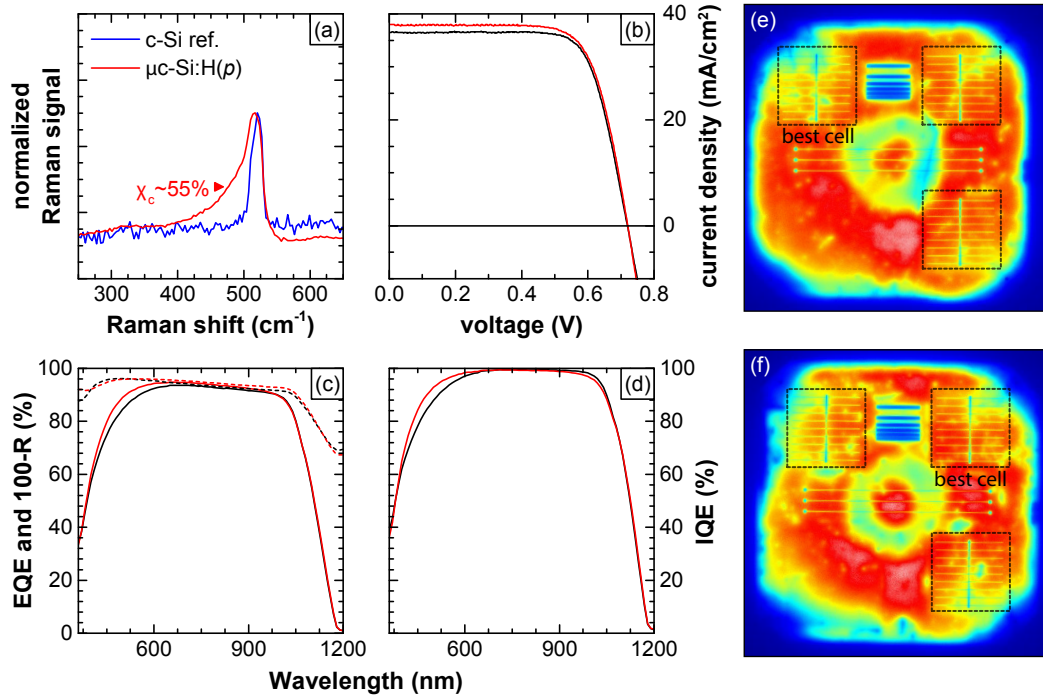 (a)
c-Si ref.
μc-Si:H(p)
χc~55%
normalized
Raman signal
300 400 500 600
Raman shift (cm-1)
(b)
40
20
0
current density (mA/cm²)
0.0 0.2 0.4 0.6 0.8
voltage (V)
(e)
best cell
(c)
100
80
60
40
20
0
EQE and 100-R (%)
600 900 1200
(d)
100
80
60
40
20
IQE (%)
600 900 1200
Wavelength (nm)
(f)
best cell